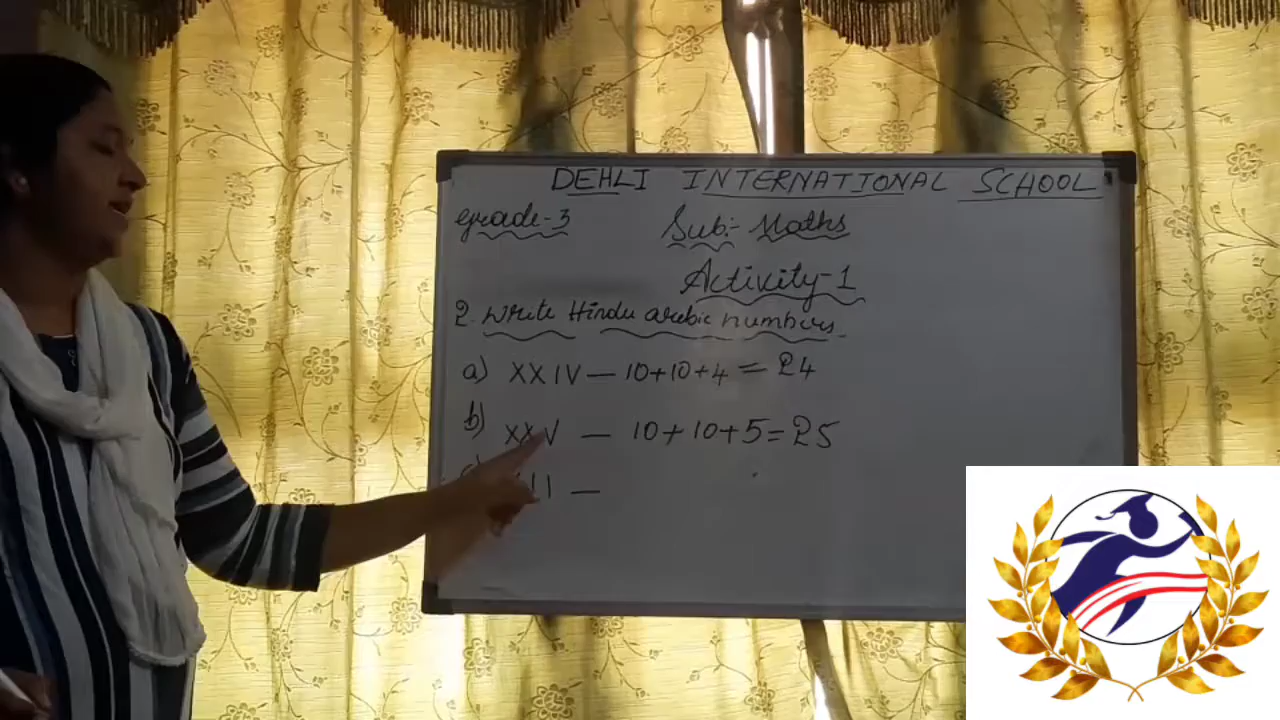 DEHLI INTERNATIONAL SCHOOL
Grade-3 Sub:- Maths
Activity-1
2. Write Hindu arabic numbers.
a) XXIV — 10+10+4 = 24
b) XXV — 10+10+5=25
—